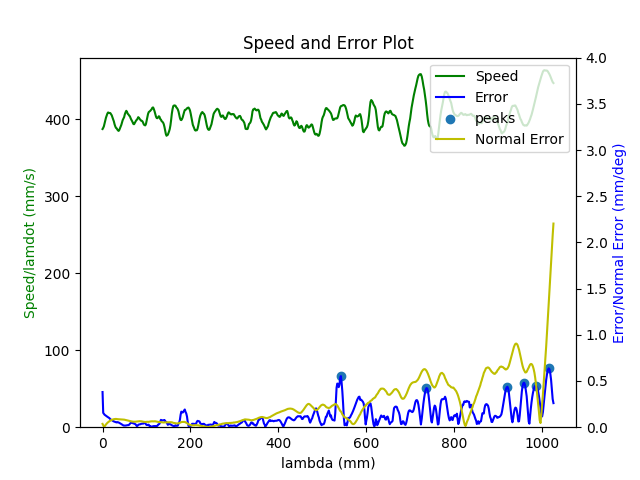 Speed and Error Plot
Speed
Error
peaks
Normal Error
Speed/lamdot (mm/s)
400
300
200
100
0
4.0
3.5
3.0
2.5
2.0
1.5
1.0
0.5
0.0
Error/Normal Error (mm/deg)
0 200 400 600 800 1000
lambda (mm)